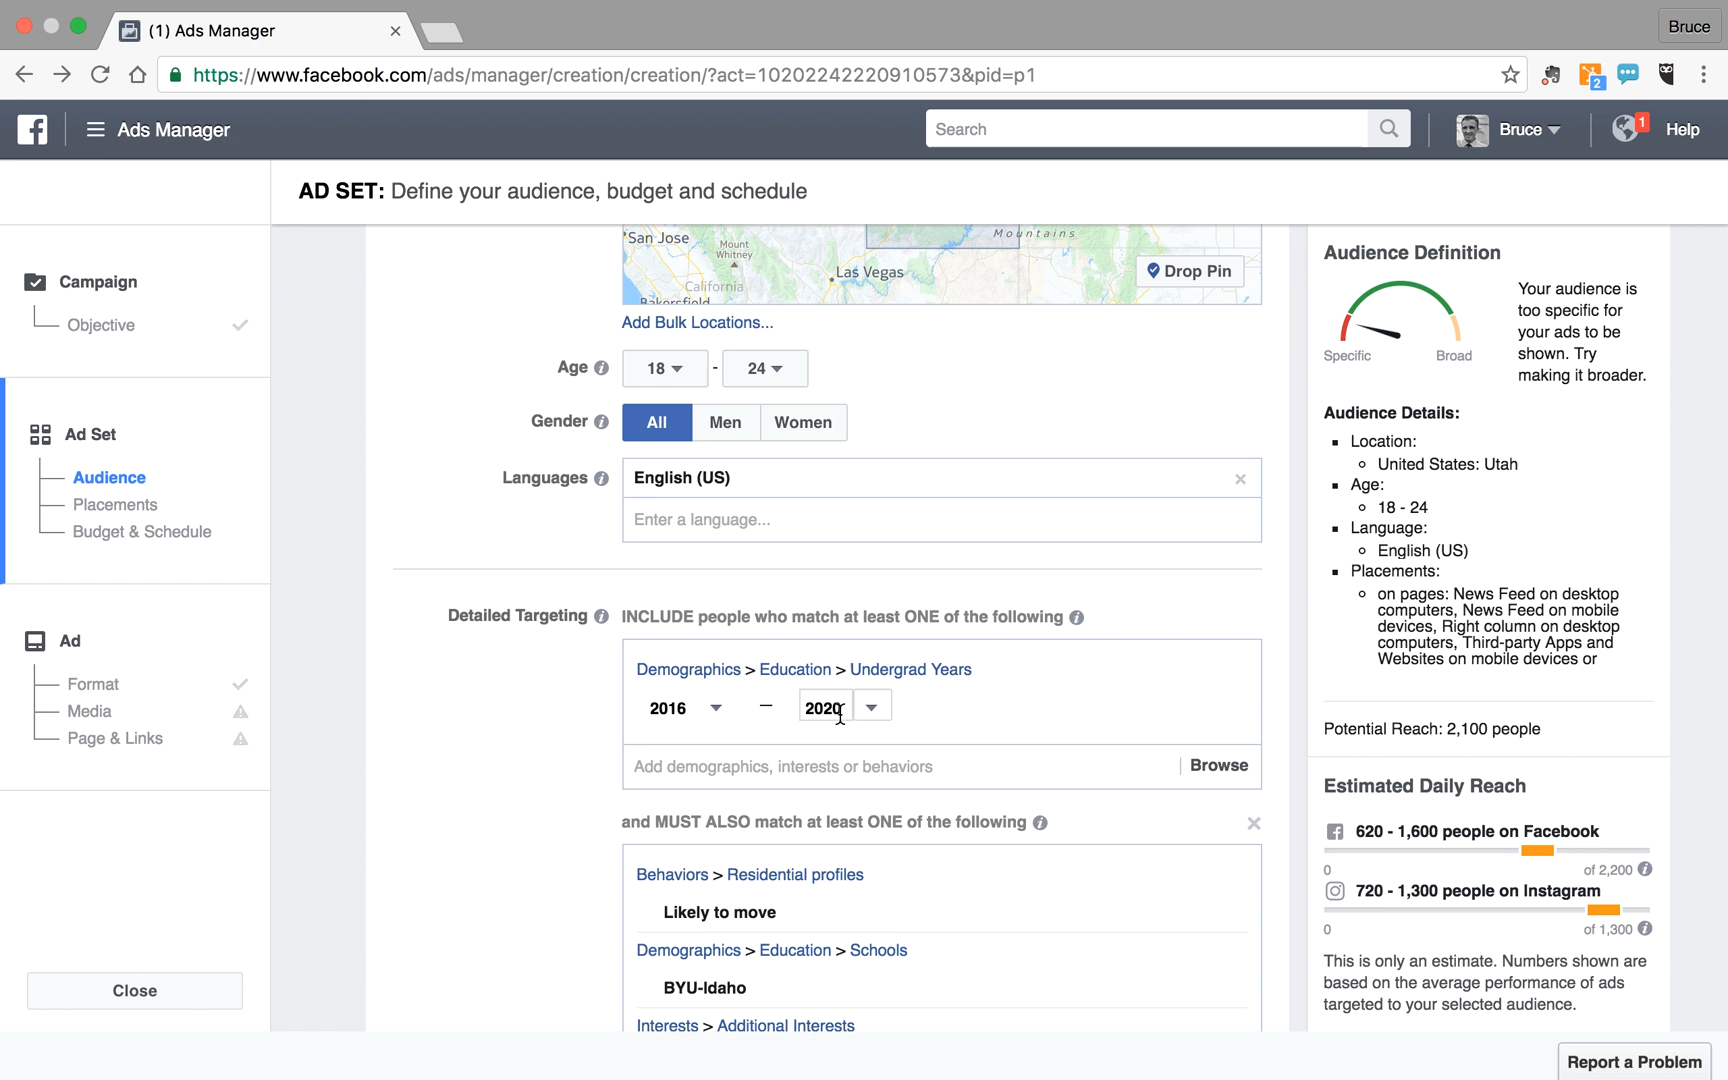 (1) Ads Manager
Bruce
https://www.facebook.com/ads/manager/creation/creation/?act=10202242220910573&pid=p1
2
Ads Manager
Search
Bruce
1
Help
AD SET: Define your audience, budget and schedule
Campaign
Objective
Ad Set
Audience
Placements
Budget & Schedule
Ad
Format
Media
Page & Links
Close
San Jose
Mount
Whitney
California
Bakersfield
Las Vegas
Mountains
Drop Pin
Add Bulk Locations...
Age
18
-
24
Gender
All
Men
Women
Languages
English (US)
Enter a language...
Detailed Targeting
INCLUDE people who match at least ONE of the following
Demographics > Education > Undergrad Years
2016
–
2020
Add demographics, interests or behaviors
Browse
and MUST ALSO match at least ONE of the following
Behaviors > Residential profiles
Likely to move
Demographics > Education > Schools
BYU-Idaho
Interests > Additional Interests
Audience Definition
Specific
Broad
Your audience is
too specific for
your ads to be
shown. Try
making it broader.
Audience Details:
Location:
United States: Utah
Age:
18 - 24
Language:
English (US)
Placements:
on pages: News Feed on desktop
computers, News Feed on mobile
devices, Right column on desktop
computers, Third-party Apps and
Websites on mobile devices or
Potential Reach: 2,100 people
Estimated Daily Reach
620 - 1,600 people on Facebook
0
of 2,200
720 - 1,300 people on Instagram
0
of 1,300
This is only an estimate. Numbers shown are
based on the average performance of ads
targeted to your selected audience.
Report a Problem